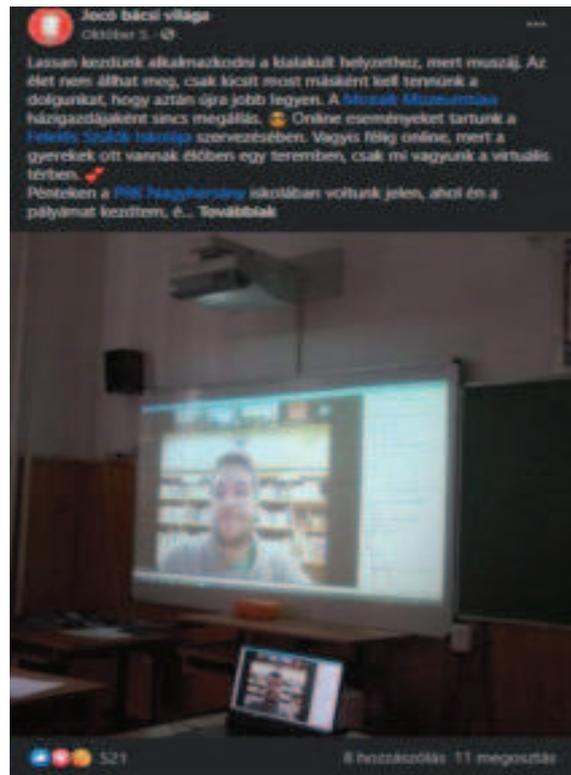 Jocó bácsi világa
Október 5.
Lassan kezdünk alkalmazkodni a kialakult helyzethez, mert muszáj. Az
élet nem állhat meg, csak kicsit most másként kell tennünk a
dolgunkat, hogy aztán újra jobb legyen. A Mozaik Múzeumtúra
házigazdájaként sincs megállás. 😎 Online eseményeket tartunk a
Felelős Szülők Iskolája szervezésében. Vagyis félig online, mert a
gyerekek ott vannak élőben egy teremben, csak mi vagyunk a virtuális
térben. 💕
Pénteken a Nagyharsány iskolában voltunk jelen, ahol én a
pályámat kezdtem, é... Továbbiak
521
8 hozzászólás 11 megosztás